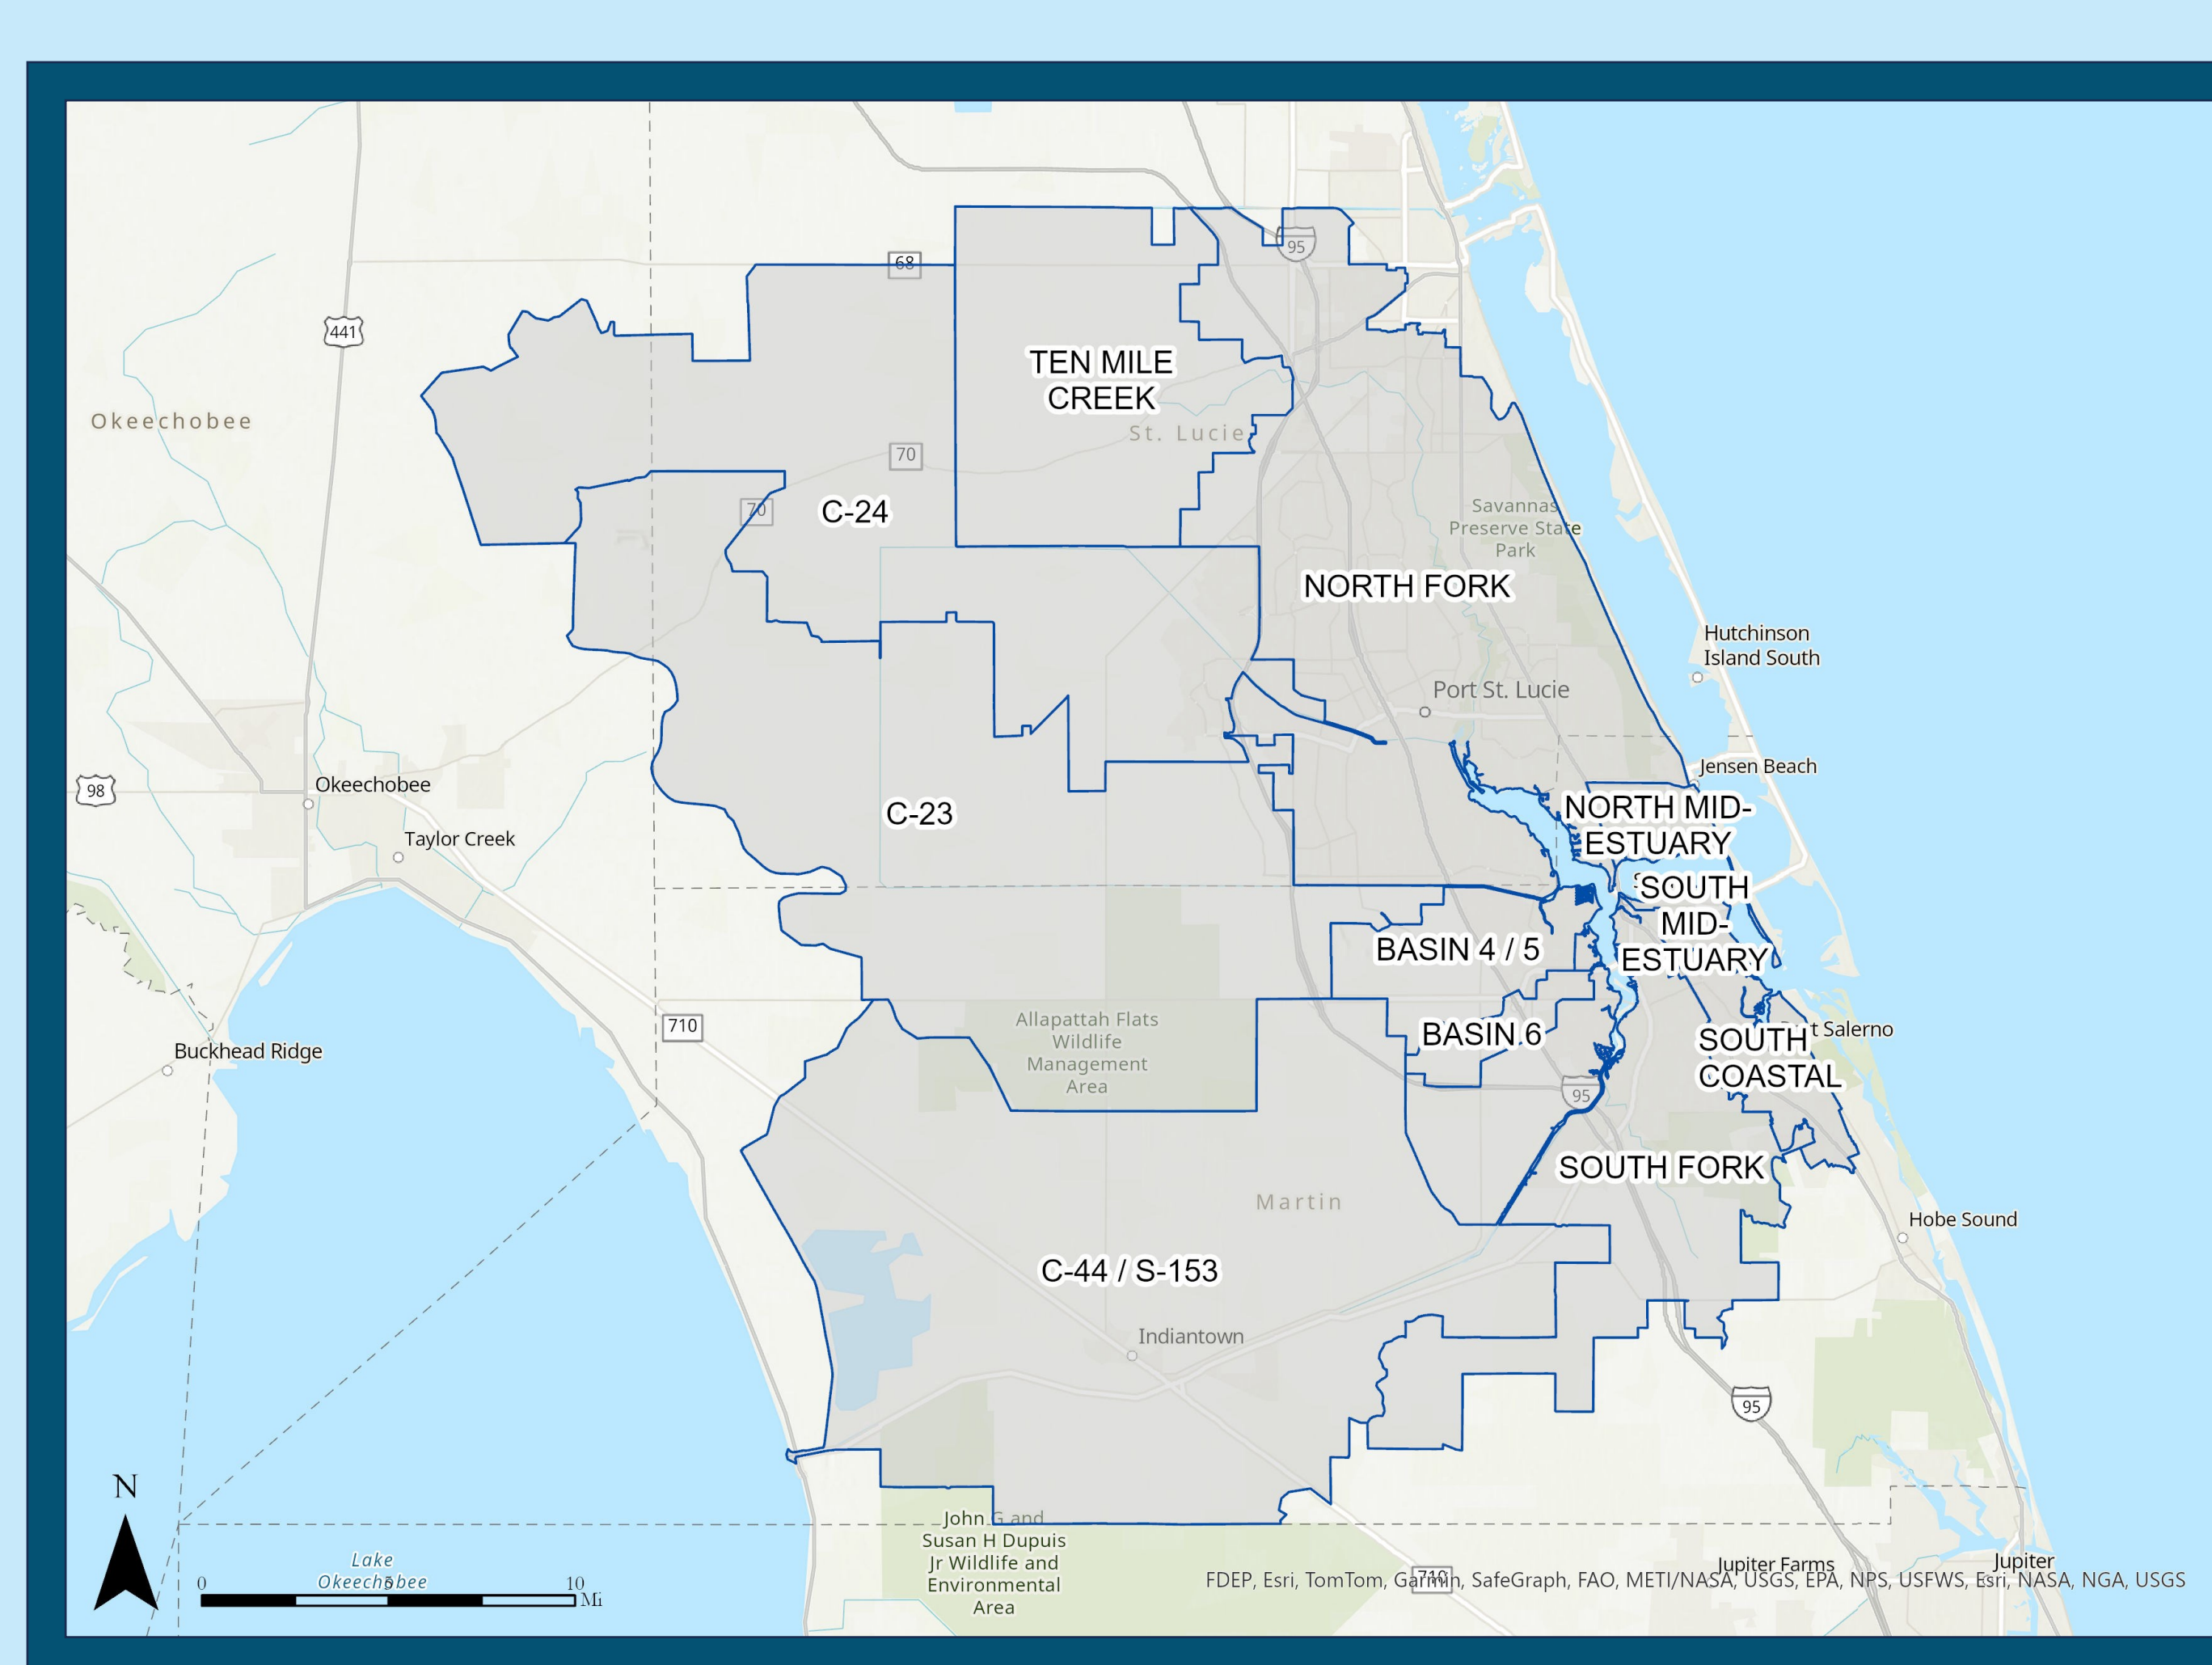 95
68
441
TEN MILE
CREEK
Okeechobee
St. Lucie
70
70
C-24
Savannas
Preserve State
Park
NORTH FORK
Hutchinson
Island South
Port St. Lucie
Jensen Beach
98
Okeechobee
C-23
NORTH MID-
ESTUARY
Taylor Creek
SOUTH
MID-
ESTUARY
BASIN 4 / 5
710
Allapattah Flats
Wildlife
Management
Area
BASIN 6
Salerno
SOUTH
COASTAL
Buckhead Ridge
95
SOUTH FORK
Martin
Hobe Sound
C-44 / S-153
Indiantown
95
N
John G and
Susan H Dupuis
Jr Wildlife and
Environmental
Area
Lake
Okeechobee
0 5 10
Mi
Jupiter Farms
Jupiter
710
FDEP, Esri, TomTom, Garmin, SafeGraph, FAO, METI/NASA, USGS, EPA, NPS, USFWS, Esri, NASA, NGA, USGS